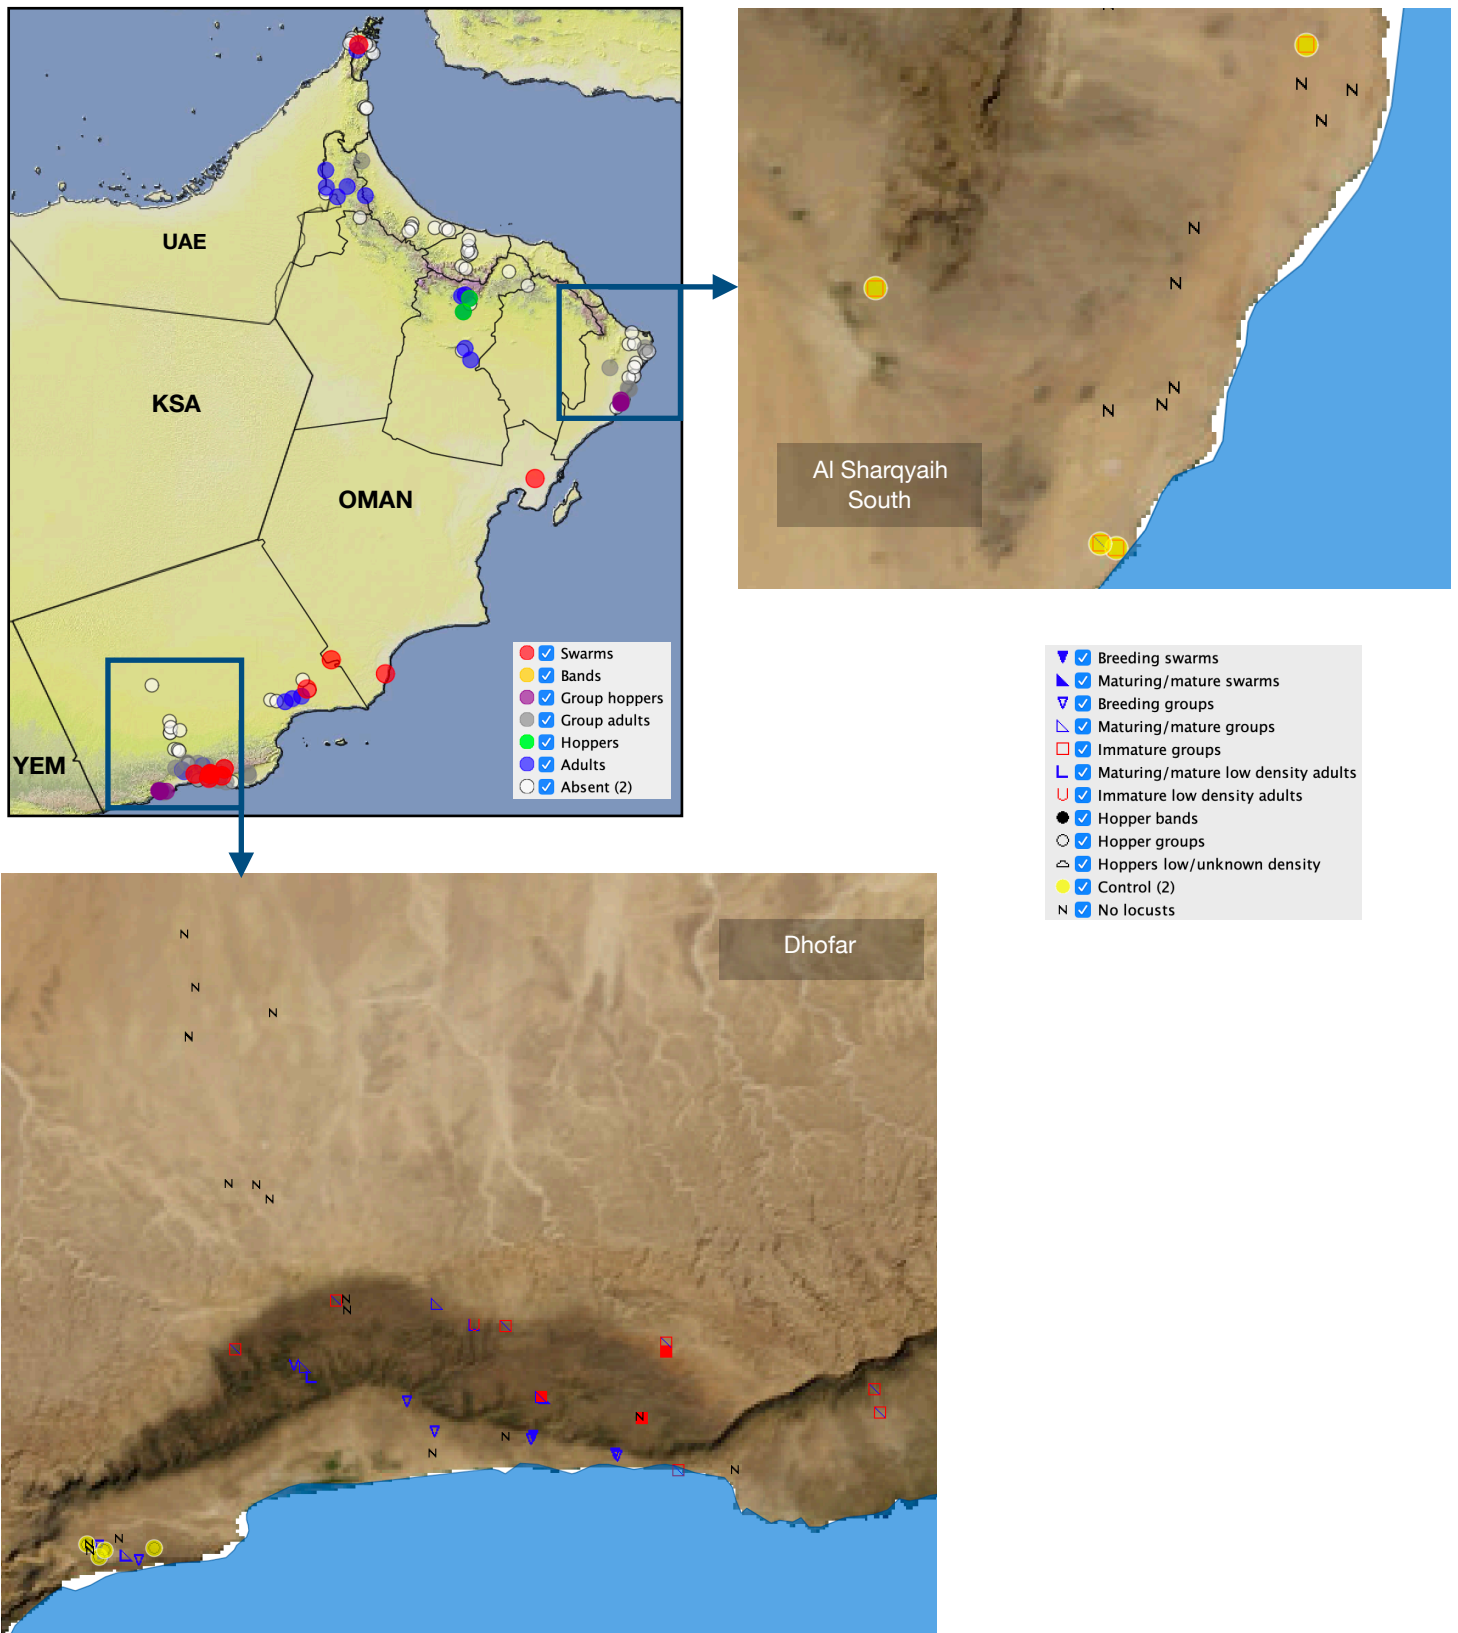 UAE
KSA
OMAN
YEM
Swarms
Bands
Group hoppers
Group adults
Hoppers
Adults
Absent (2)
Al Sharqyaih
South
Breeding swarms
Maturing/mature swarms
Breeding groups
Maturing/mature groups
Immature groups
Maturing/mature low density adults
Immature low density adults
Hopper bands
Hopper groups
Hoppers low/unknown density
Control (2)
N No locusts
Dhofar